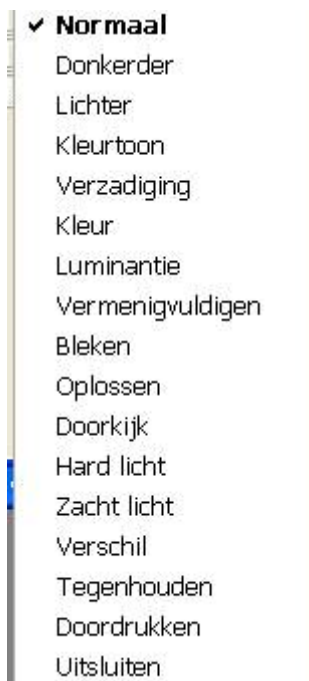 Normaal
Donkerder
Lichter
Kleurtoon
Verzadiging
Kleur
Luminantie
Vermenigvuldigen
Bleken
Oplossen
Doorkijk
Hard licht
Zacht licht
Verschil
Tegenhouden
Doordrukken
Uitsluiten